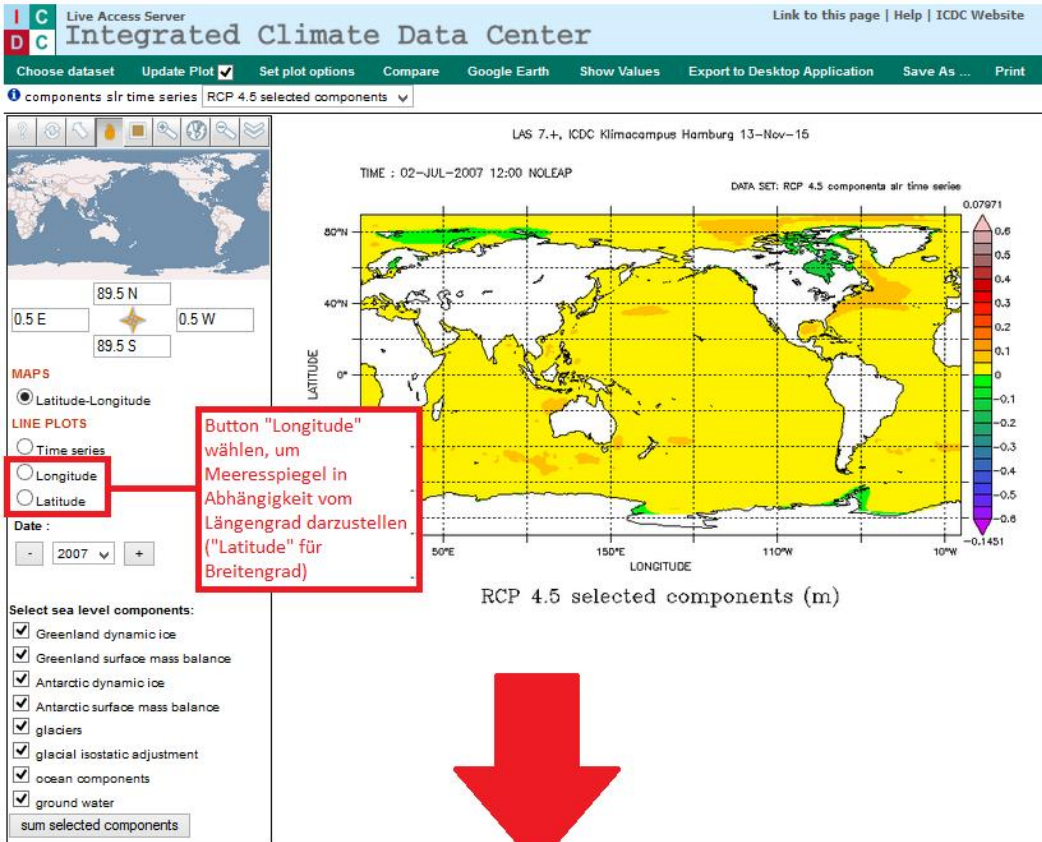 I C D C
Live Access Server
Integrated Climate Data Center
Link to this page | Help | ICDC Website
Choose dataset Update Plot Set plot options Compare Google Earth Show Values Export to Desktop Application Save As ... Print
components slr time series RCP 4.5 selected components
89.5 N
0.5 E 0.5 W
89.5 S
MAPS
Latitude-Longitude
LINE PLOTS
Time series
Longitude
Latitude
Date :
- 2007 +
Select sea level components:
Greenland dynamic ice
Greenland surface mass balance
Antarctic dynamic ice
Antarctic surface mass balance
glaciers
glacial isostatic adjustment
ocean components
ground water
sum selected components
Button "Longitude"
wählen, um
Meeresspiegel in
Abhängigkeit vom
Längengrad darzustellen
("Latitude" für
Breitengrad)
LAS 7.+, ICDC Klimacampus Hamburg 13-Nov-15
TIME : 02-JUL-2007 12:00 NOLEAP
DATA SET: RCP 4.5 components slr time series
0.07971
0.6
0.5
0.4
0.3
0.2
0.1
0
-0.1
-0.2
-0.3
-0.4
-0.5
-0.6
-0.1451
80°N
40°N
0°
LATITUDE
50°E 150°E 110°W 10°W
LONGITUDE
RCP 4.5 selected components (m)